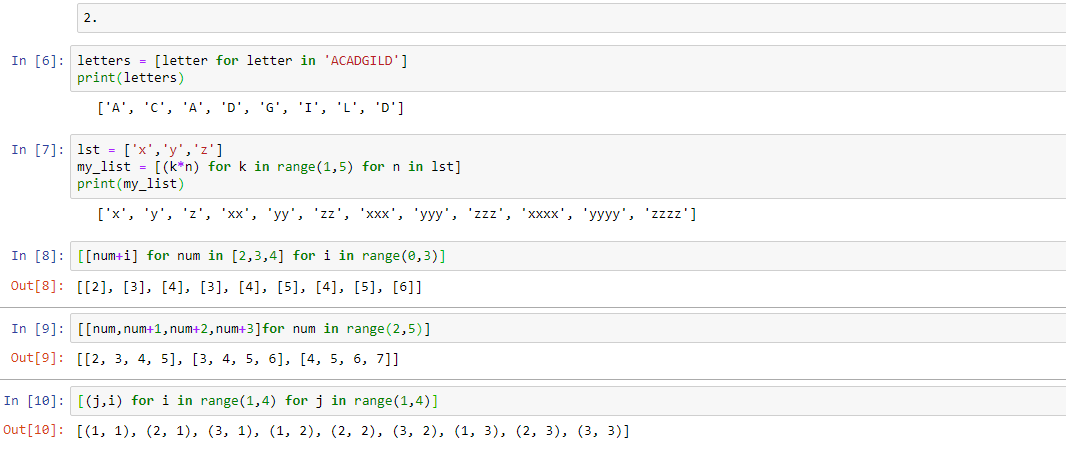 2.
In [6]: letters = [letter for letter in 'ACADGILD']
print(letters)
['A', 'C', 'A', 'D', 'G', 'I', 'L', 'D']
In [7]: lst = ['x','y','z']
my_list = [(k*n) for k in range(1,5) for n in lst]
print(my_list)
['x', 'y', 'z', 'xx', 'yy', 'zz', 'xxx', 'yyy', 'zzz', 'xxxx', 'yyyy', 'zzzz']
In [8]: [[num+i] for num in [2,3,4] for i in range(0,3)]
Out[8]: [[2], [3], [4], [3], [4], [5], [4], [5], [6]]
In [9]: [[num,num+1,num+2,num+3]for num in range(2,5)]
Out[9]: [[2, 3, 4, 5], [3, 4, 5, 6], [4, 5, 6, 7]]
In [10]: [(j,i) for i in range(1,4) for j in range(1,4)]
Out[10]: [(1, 1), (2, 1), (3, 1), (1, 2), (2, 2), (3, 2), (1, 3), (2, 3), (3, 3)]